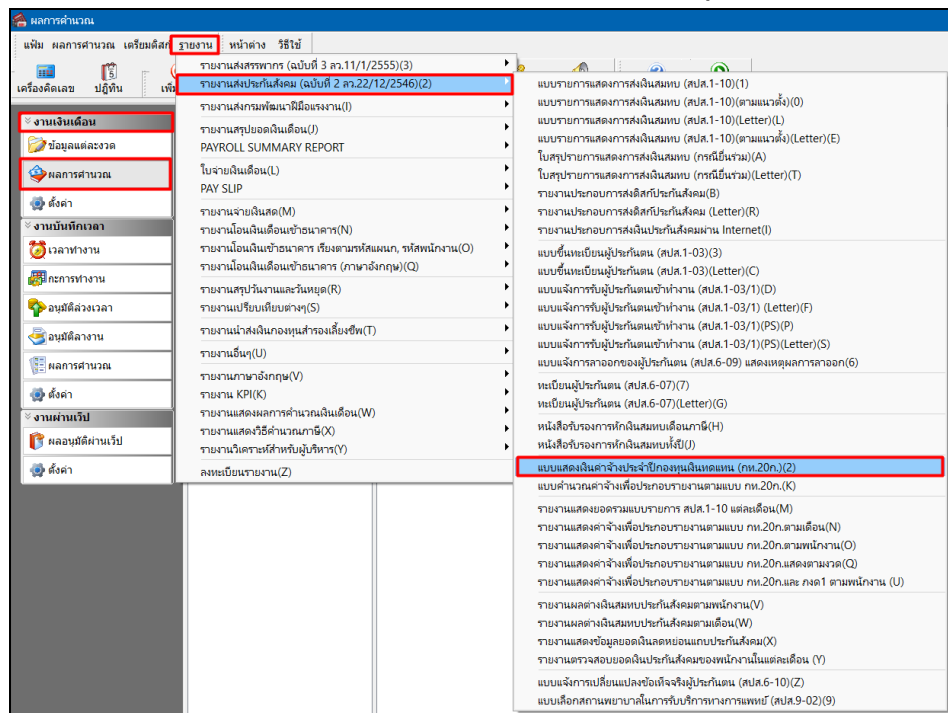 ผลการคำนวณ
แฟ้ม ผลการคำนวณ เตรียมดิสก์ รายงาน หน้าต่าง วิธีใช้
เครื่องคิดเลข ปฏิทิน
งานเงินเดือน
ข้อมูลแต่ละงวด
ผลการคำนวณ
ตั้งค่า
งานบันทึกเวลา
เวลาทำงาน
กะการทำงาน
อนุมัติล่วงเวลา
อนุมัติลางาน
ผลการคำนวณ
ตั้งค่า
งานผ่านเว็ป
ผลอนุมัติผ่านเว็ป
ตั้งค่า
รายงานส่งสรรพากร (ฉบับที่ 3 ลว.11/1/2555)(3)
รายงานส่งประกันสังคม (ฉบับที่ 2 ลว.22/12/2546)(2)
รายงานส่งกรมพัฒนาฝีมือแรงงาน(I)
รายงานสรุปยอดเงินเดือน(J)
PAYROLL SUMMARY REPORT
ใบจ่ายเงินเดือน(L)
PAY SLIP
รายงานจ่ายเงินสด(M)
รายงานโอนเงินเดือนเข้าธนาคาร(N)
รายงานโอนเงินเข้าธนาคาร เรียงตามรหัสแผนก, รหัสพนักงาน(O)
รายงานโอนเงินเดือนเข้าธนาคาร (ภาษาอังกฤษ)(Q)
รายงานสรุปวันงานและวันหยุด(R)
รายงานเปรียบเทียบต่างๆ(S)
รายงานนำส่งเงินกองทุนสำรองเลี้ยงชีพ(T)
รายงานอื่นๆ(U)
รายงานภาษาอังกฤษ(V)
รายงาน KPI(K)
รายงานแสดงผลการคำนวณเงินเดือน(W)
รายงานแสดงวิธีคำนวณภาษี(X)
รายงานวิเคราะห์สำหรับผู้บริหาร(Y)
ลงทะเบียนรายงาน(Z)
แบบรายการแสดงการส่งเงินสมทบ (สปส.1-10)(1)
แบบรายการแสดงการส่งเงินสมทบ (สปส.1-10)(ตามแนวตั้ง)(0)
แบบรายการแสดงการส่งเงินสมทบ (สปส.1-10)(Letter)(L)
แบบรายการแสดงการส่งเงินสมทบ (สปส.1-10)(ตามแนวตั้ง)(Letter)(E)
ใบสรุปรายการแสดงการส่งเงินสมทบ (กรณียื่นร่วม)(A)
ใบสรุปรายการแสดงการส่งเงินสมทบ (กรณียื่นร่วม)(Letter)(T)
รายงานประกอบการส่งดิสก์ประกันสังคม(B)
รายงานประกอบการส่งดิสก์ประกันสังคม (Letter)(R)
รายงานประกอบการส่งเงินประกันสังคมผ่าน Internet(I)
แบบขึ้นทะเบียนผู้ประกันตน (สปส.1-03)(3)
แบบขึ้นทะเบียนผู้ประกันตน (สปส.1-03)(Letter)(C)
แบบแจ้งการรับผู้ประกันตนเข้าทำงาน (สปส.1-03/1)(D)
แบบแจ้งการรับผู้ประกันตนเข้าทำงาน (สปส.1-03/1) (Letter)(F)
แบบแจ้งการรับผู้ประกันตนเข้าทำงาน (สปส.1-03/1)(PS)(P)
แบบแจ้งการรับผู้ประกันตนเข้าทำงาน (สปส.1-03/1)(PS)(Letter)(S)
แบบแจ้งการลาออกของผู้ประกันตน (สปส.6-09) แสดงเหตุผลการลาออก(6)
ทะเบียนผู้ประกันตน (สปส.6-07)(7)
ทะเบียนผู้ประกันตน (สปส.6-07)(Letter)(G)
หนังสือรับรองการหักเงินสมทบเดือนภาษี(H)
หนังสือรับรองการหักเงินสมทบทั้งปี(J)
แบบแสดงเงินค่าจ้างประจำปีกองทุนเงินทดแทน (กท.20ก.)(2)
แบบคำนวณค่าจ้างเพื่อประกอบรายงานตามแบบ กท.20ก.(K)
รายงานแสดงยอดรวมแบบรายการ สปส.1-10 แต่ละเดือน(M)
รายงานแสดงค่าจ้างเพื่อประกอบรายงานตามแบบ กท.20ก.ตามเดือน(N)
รายงานแสดงค่าจ้างเพื่อประกอบรายงานตามแบบ กท.20ก.ตามพนักงาน(O)
รายงานแสดงค่าจ้างเพื่อประกอบรายงานตามแบบ กท.20ก.แสดงตามงวด(Q)
รายงานแสดงค่าจ้างเพื่อประกอบรายงานตามแบบ กท.20ก.และ ภงด1 ตามพนักงาน (U)
รายงานผลต่างเงินสมทบประกันสังคมตามพนักงาน(V)
รายงานผลต่างเงินสมทบประกันสังคมตามเดือน(W)
รายงานแสดงข้อมูลยอดเงินลดหย่อนแถบประกันสังคม(X)
รายงานตรวจสอบยอดเงินประกันสังคมของพนักงานในแต่ละเดือน (Y)
แบบแจ้งการเปลี่ยนแปลงข้อเท็จจริงผู้ประกันตน (สปส.6-10)(Z)
แบบเลือกสถานพยาบาลในการรับบริการทางการแพทย์ (สปส.9-02)(9)